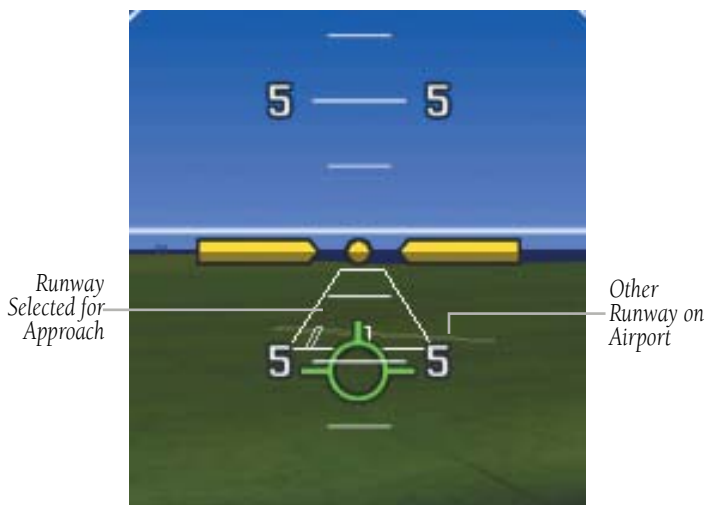 5 5
Runway
Selected for
Approach
Other
Runway on
Airport
1
5 5